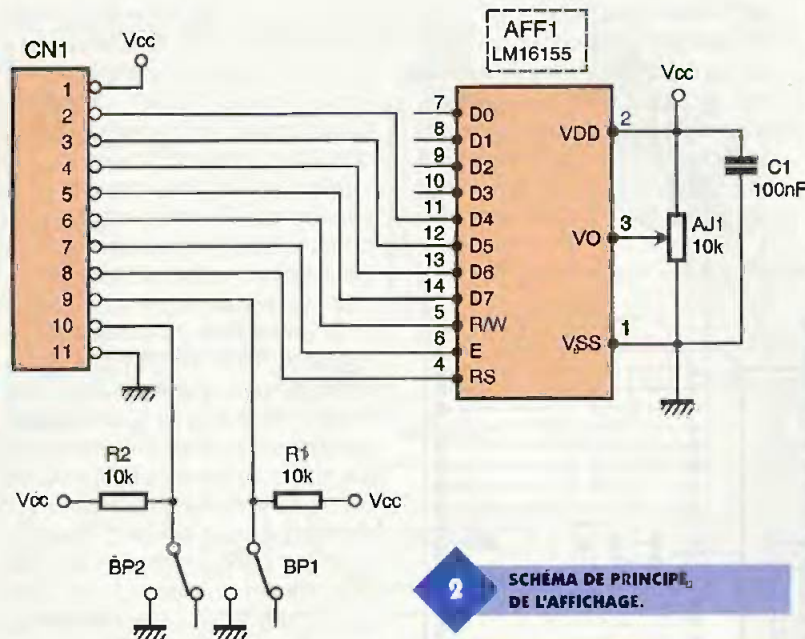 CN1
Vcc
1
2
3
4
5
6
7
8
9
10
11
AFF1
LM16155
7 D0
8 D1
9 D2
10 D3
11 D4
12 D5
13 D6
14 D7
5 R/W
6 E
4 RS
VDD 2
VO 3
VSS 1
Vcc
C1
100nF
AJ1
10k
R2
10k
Vcc
R1
10k
Vcc
BP2
BP1
2
SCHÉMA DE PRINCIPE
DE L'AFFICHAGE.